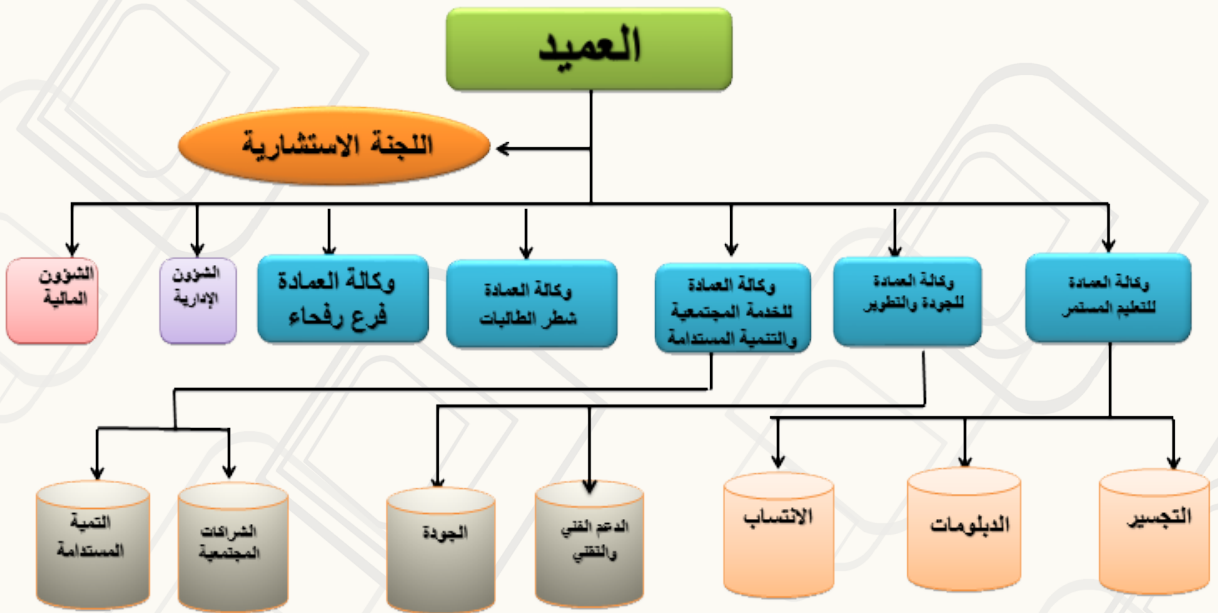 العميد
اللجنة الاستشارية
وكالة العمادة
للتعليم المستمر
وكالة العمادة
للجودة والتطوير
وكالة العمادة
للخدمة المجتمعية
والتنمية المستدامة
وكالة العمادة
شطر الطالبات
وكالة العمادة
فرع رفحاء
الشؤون
الإدارية
الشؤون
المالية
التجسير
الدبلومات
الانتساب
الدعم الفني
والتقني
الجودة
الشراكات
المجتمعية
التمية
المستدامة